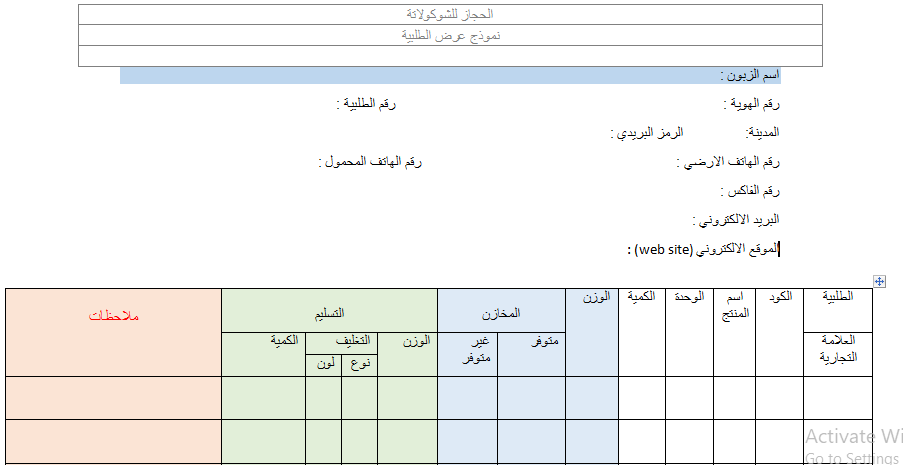 الحجاز للشوكولاتة
نموذج عرض الطلبية
اسم الزبون :
رقم الهوية : رقم الطلبية :
المدينة: الرمز البريدي :
رقم الهاتف الارضي : رقم الهاتف المحمول :
رقم الفاكس :
البريد الالكتروني :
الموقع الالكتروني (web site) :
الطلبية الكود اسم المنتج الوحدة الكمية الوزن المخازن التسليم ملاحظات
العلامة التجارية متوفر غير متوفر الوزن التغليف الكمية
نوع لون
Activate Wi
Go to Settings